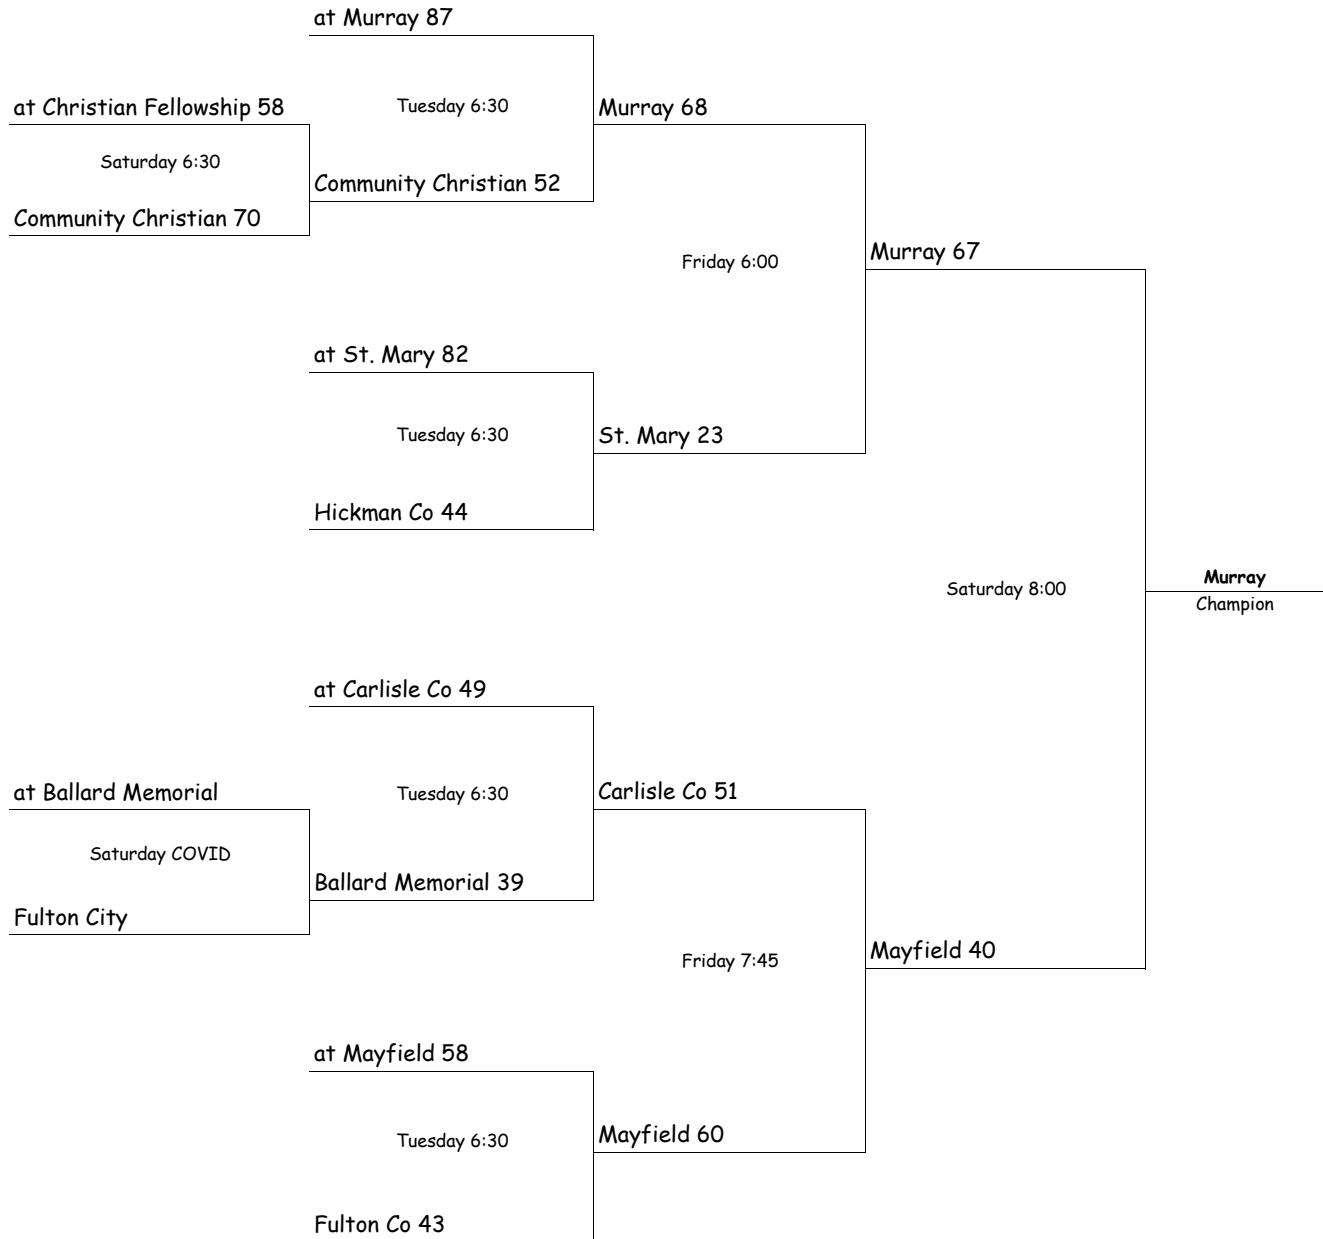 at Murray 87
Tuesday 6:30
at Christian Fellowship 58
Murray 68
Saturday 6:30
Community Christian 52
Community Christian 70
Murray 67
Friday 6:00
at St. Mary 82
Tuesday 6:30
St. Mary 23
Hickman Co 44
Murray
Saturday 8:00
Champion
at Carlisle Co 49
at Ballard Memorial
Tuesday 6:30
Carlisle Co 51
Saturday COVID
Ballard Memorial 39
Fulton City
Mayfield 40
Friday 7:45
at Mayfield 58
Tuesday 6:30
Mayfield 60
Fulton Co 43